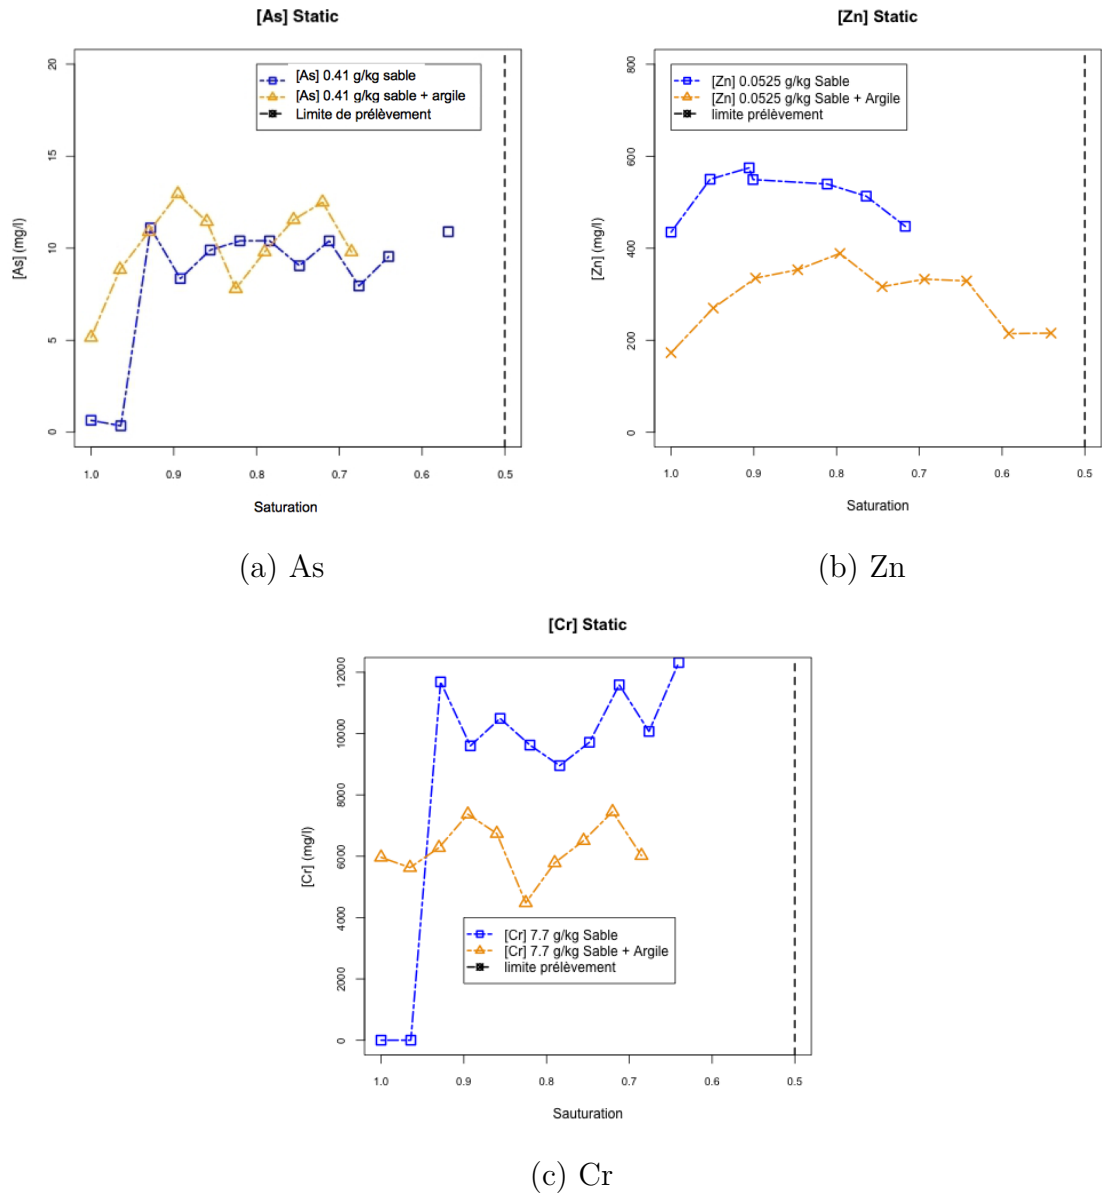 [As] Static
[As] 0.41 g/kg sable
[As] 0.41 g/kg sable + argile
Limite de prélèvement
[As] (mg/l)
20
15
10
5
0
1.0 0.9 0.8 0.7 0.6 0.5
Saturation
(a) As
[Zn] Static
[Zn] 0.0525 g/kg Sable
[Zn] 0.0525 g/kg Sable + Argile
limite prélèvement
[Zn] (mg/l)
800
600
400
200
0
1.0 0.9 0.8 0.7 0.6 0.5
Saturation
(b) Zn
[Cr] Static
[Cr] (mg/l)
12000
10000
8000
6000
4000
2000
0
[Cr] 7.7 g/kg Sable
[Cr] 7.7 g/kg Sable + Argile
limite prélèvement
1.0 0.9 0.8 0.7 0.6 0.5
Sauturation
(c) Cr